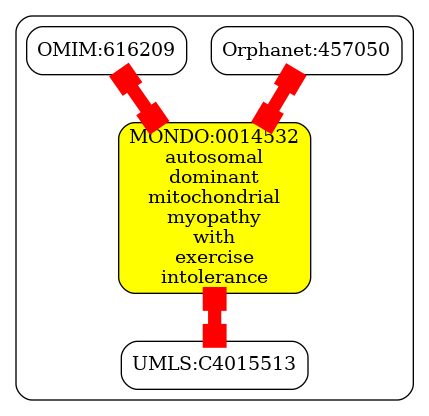 OMIM:616209
Orphanet:457050
MONDO:0014532
autosomal
dominant
mitochondrial
myopathy
with
exercise
intolerance
UMLS:C4015513